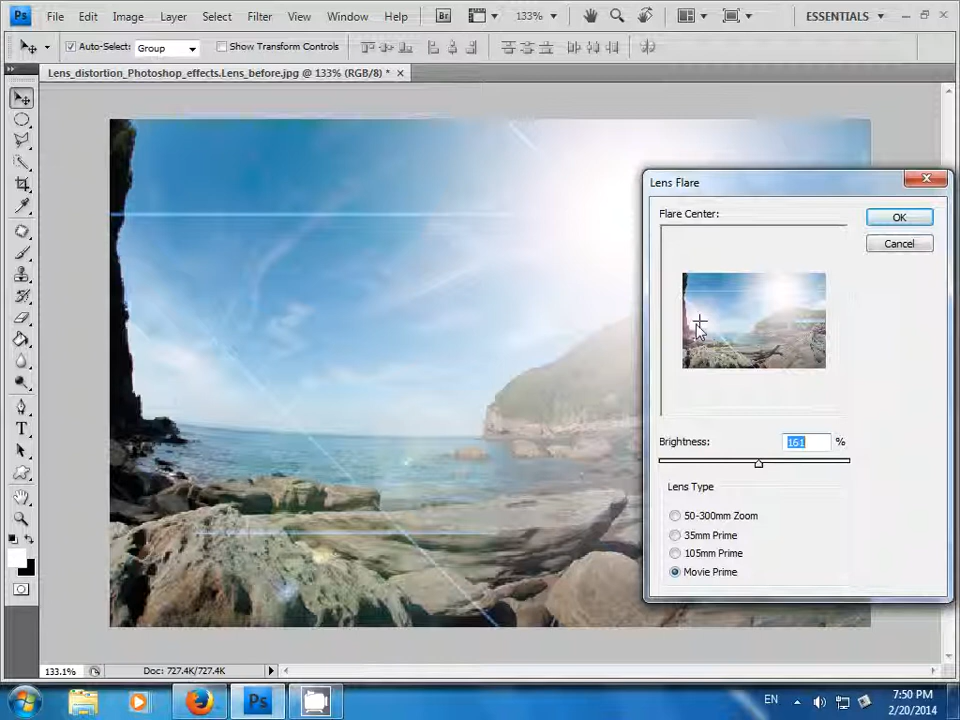 Ps File Edit Image Layer Select Filter View Window Help Br 133% ESSENTIALS
Auto-Select: Group Show Transform Controls
Lens_distortion_Photoshop_effects.Lens_before.jpg @ 133% (RGB/8) *
Lens Flare
Flare Center:
OK
Cancel
Brightness: 161 %
Lens Type
50-300mm Zoom
35mm Prime
105mm Prime
Movie Prime
T
133.1% Doc: 727.4K/727.4K
Ps EN 7:50 PM
2/20/2014